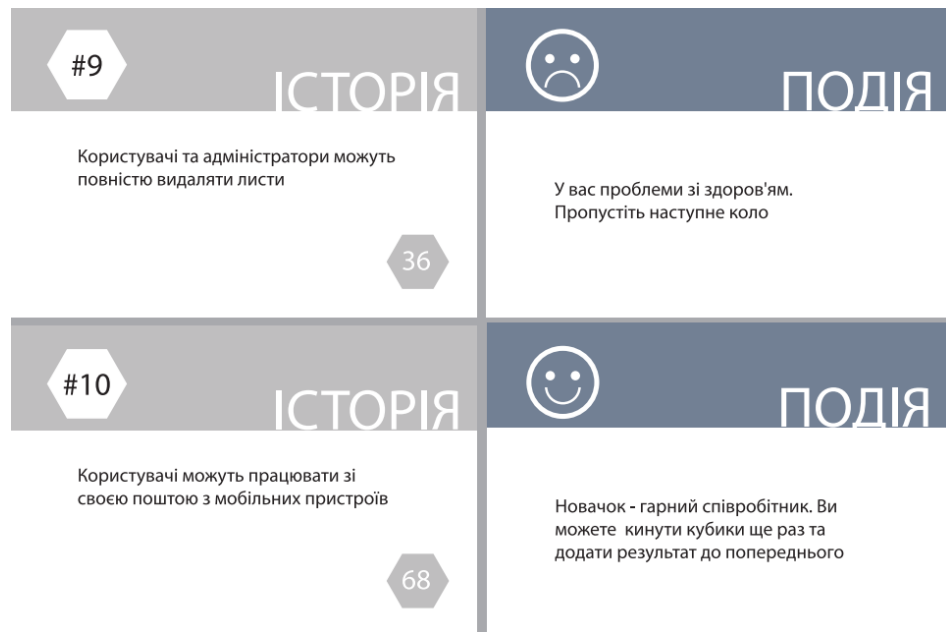 #9
ІСТОРІЯ
Користувачі та адміністратори можуть
повністю видаляти листи
36
ПОДІЯ
У вас проблеми зі здоров'ям.
Пропустіть наступне коло
#10
ІСТОРІЯ
Користувачі можуть працювати зі
своєю поштою з мобільних пристроїв
68
ПОДІЯ
Новачок - гарний співробітник. Ви
можете кинути кубики ще раз та
додати результат до попереднього